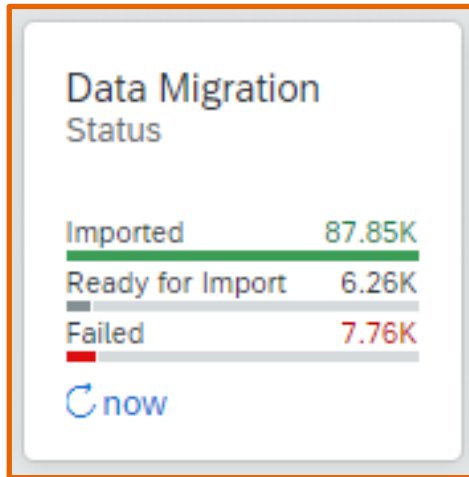 Data Migration
Status
Imported 87.85K
Ready for Import 6.26K
Failed 7.76K
now